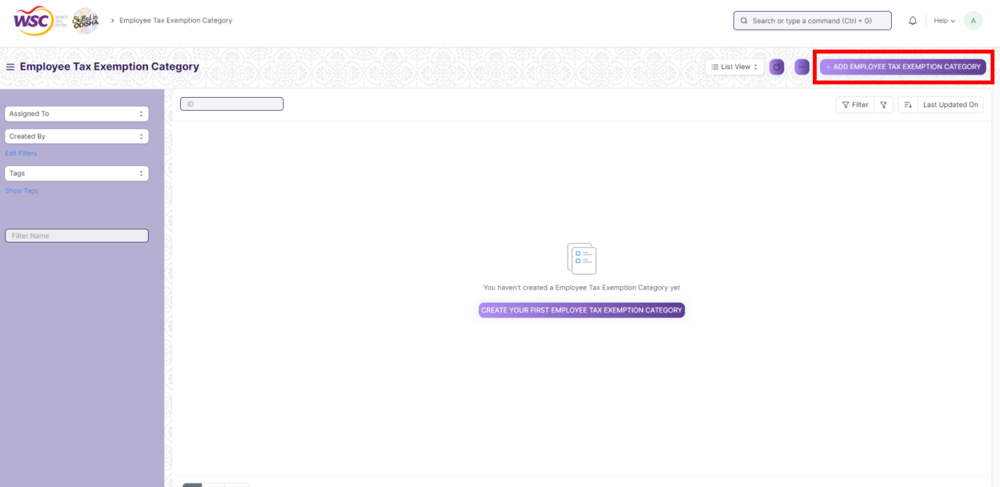 WSC WORLD SKILL CENTER Skilled in ODISHA > Employee Tax Exemption Category Search or type a command (Ctrl + G) Help A
Employee Tax Exemption Category List View + ADD EMPLOYEE TAX EXEMPTION CATEGORY
Assigned To
ID
Filter
Last Updated On
Created By
Edit Filters
Tags
Show Tags
Filter Name
You haven't created a Employee Tax Exemption Category yet
CREATE YOUR FIRST EMPLOYEE TAX EXEMPTION CATEGORY